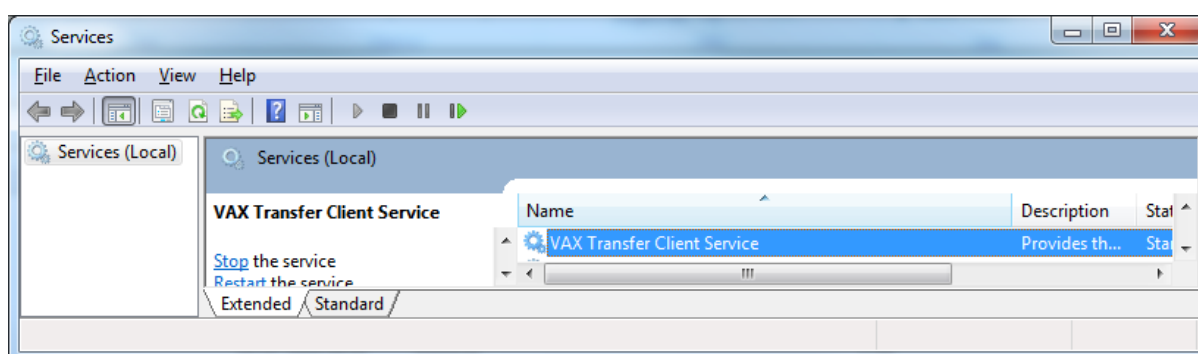 Services
File Action View Help
Services (Local)
Services (Local)
VAX Transfer Client Service
Stop the service
Restart the service
Name Description Stat
VAX Transfer Client Service Provides th... Star
Extended Standard